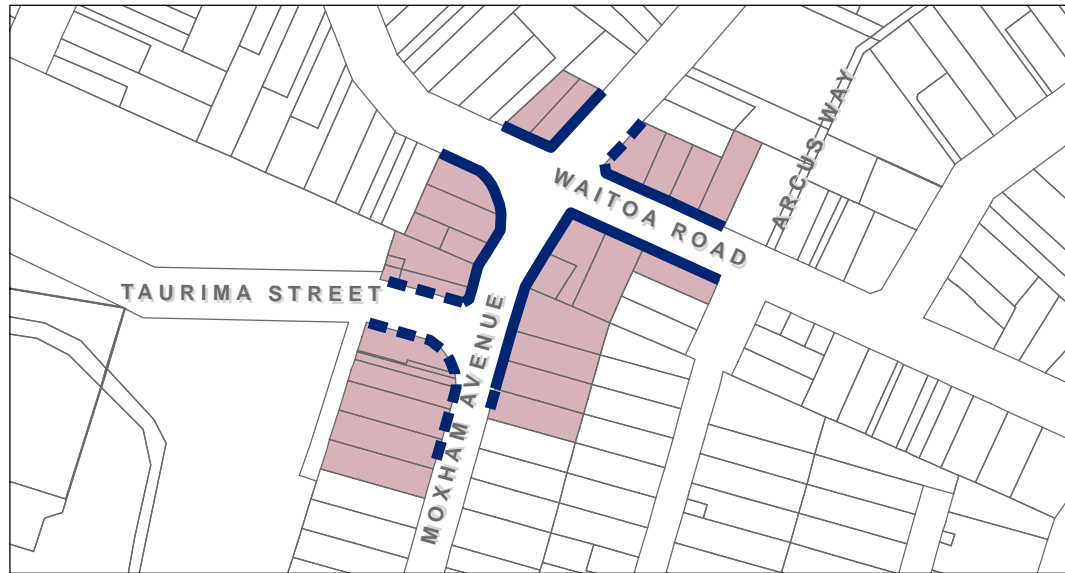 ARCUS WAY
WAITOA ROAD
TAURIMA STREET
MOXHAM AVENUE